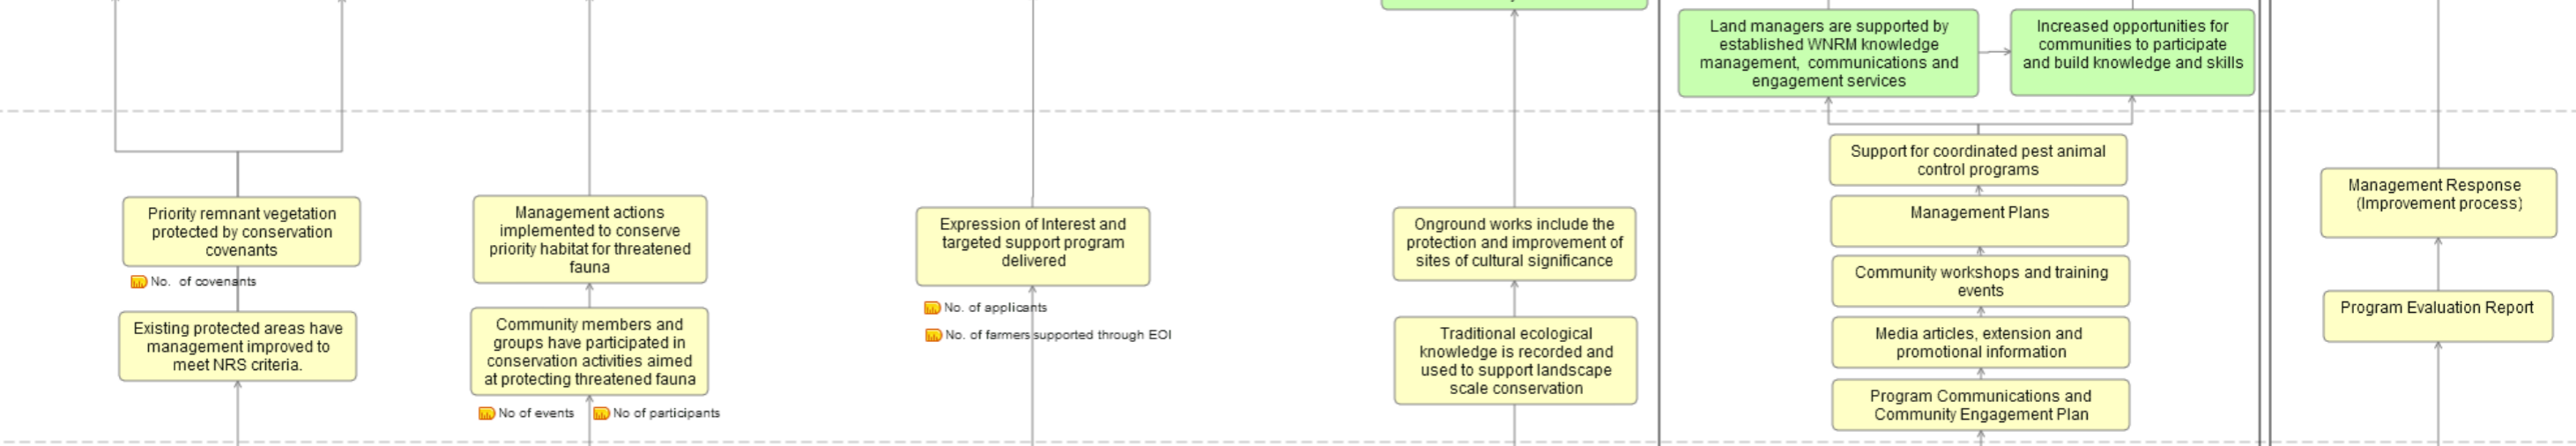 Land managers are supported by
established WNRM knowledge
management, communications and
engagement services
Increased opportunities for
communities to participate
and build knowledge and skills
Priority remnant vegetation
protected by conservation
covenants
No. of covenants
Existing protected areas have
management improved to
meet NRS criteria.
Management actions
implemented to conserve
priority habitat for threatened
fauna
Community members and
groups have participated in
conservation activities aimed
at protecting threatened fauna
No of events
No of participants
Expression of Interest and
targeted support program
delivered
No. of applicants
No. of farmers supported through EOI
Onground works include the
protection and improvement of
sites of cultural significance
Traditional ecological
knowledge is recorded and
used to support landscape
scale conservation
Support for coordinated pest animal
control programs
Management Plans
Community workshops and training
events
Media articles, extension and
promotional information
Program Communications and
Community Engagement Plan
Management Response
(Improvement process)
Program Evaluation Report